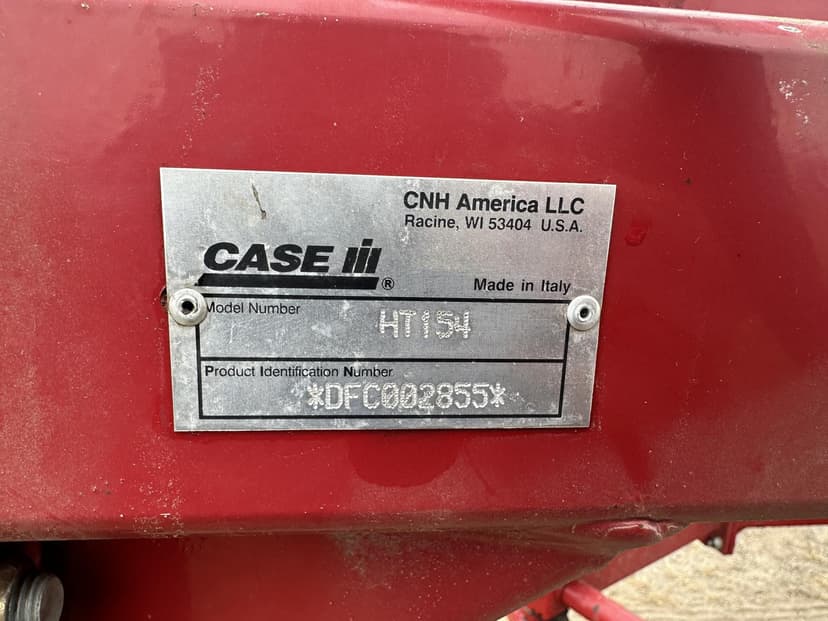 CNH America LLC
Racine, WI 53404 U.S.A.
CASE IH ®
Made in Italy
Model Number
HT154
Product Identification Number
*DFC002855*